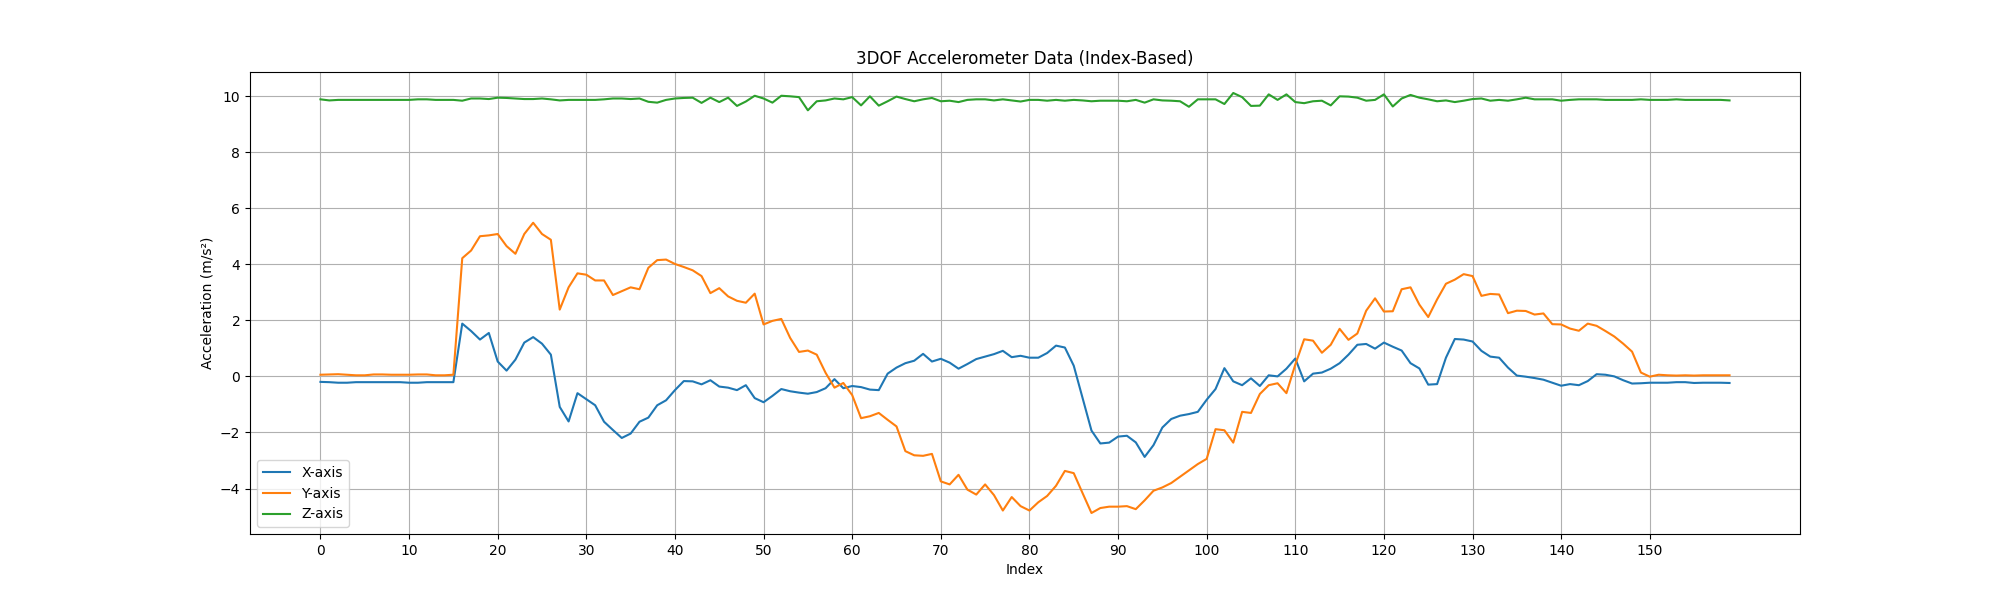 3DOF Accelerometer Data (Index-Based)
Acceleration (m/s²)
10
8
6
4
2
0
−2
−4
X-axis
Y-axis
Z-axis
0 10 20 30 40 50 60 70 80 90 100 110 120 130 140 150
Index